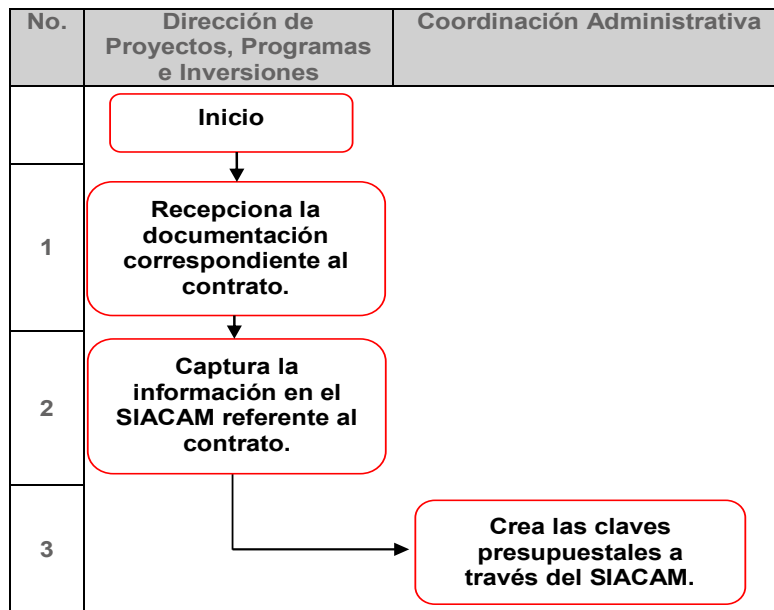 No.
Dirección de
Proyectos, Programas
e Inversiones
Coordinación Administrativa
Inicio
1
Recepciona la
documentación
correspondiente al
contrato.
2
Captura la
información en el
SIACAM referente al
contrato.
3
Crea las claves
presupuestales a
través del SIACAM.